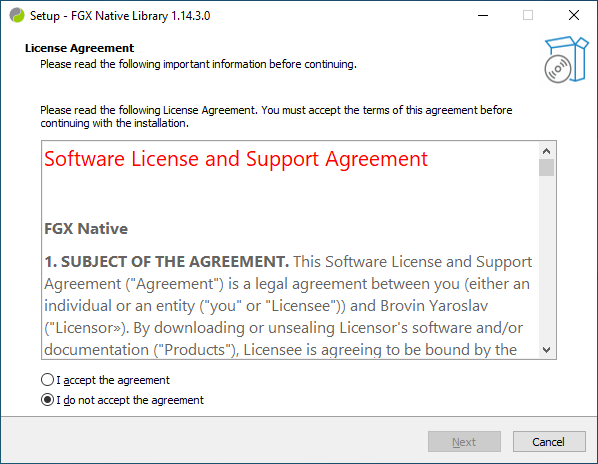 Setup - FGX Native Library 1.14.3.0
License Agreement
Please read the following important information before continuing.
Please read the following License Agreement. You must accept the terms of this agreement before
continuing with the installation.
Software License and Support Agreement
FGX Native
1. SUBJECT OF THE AGREEMENT. This Software License and Support
Agreement ("Agreement") is a legal agreement between you (either an
individual or an entity ("you" or "Licensee")) and Brovin Yaroslav
("Licensor»). By downloading or unsealing Licensor's software and/or
documentation ("Products"), Licensee is agreeing to be bound by the
I accept the agreement
I do not accept the agreement
Next
Cancel